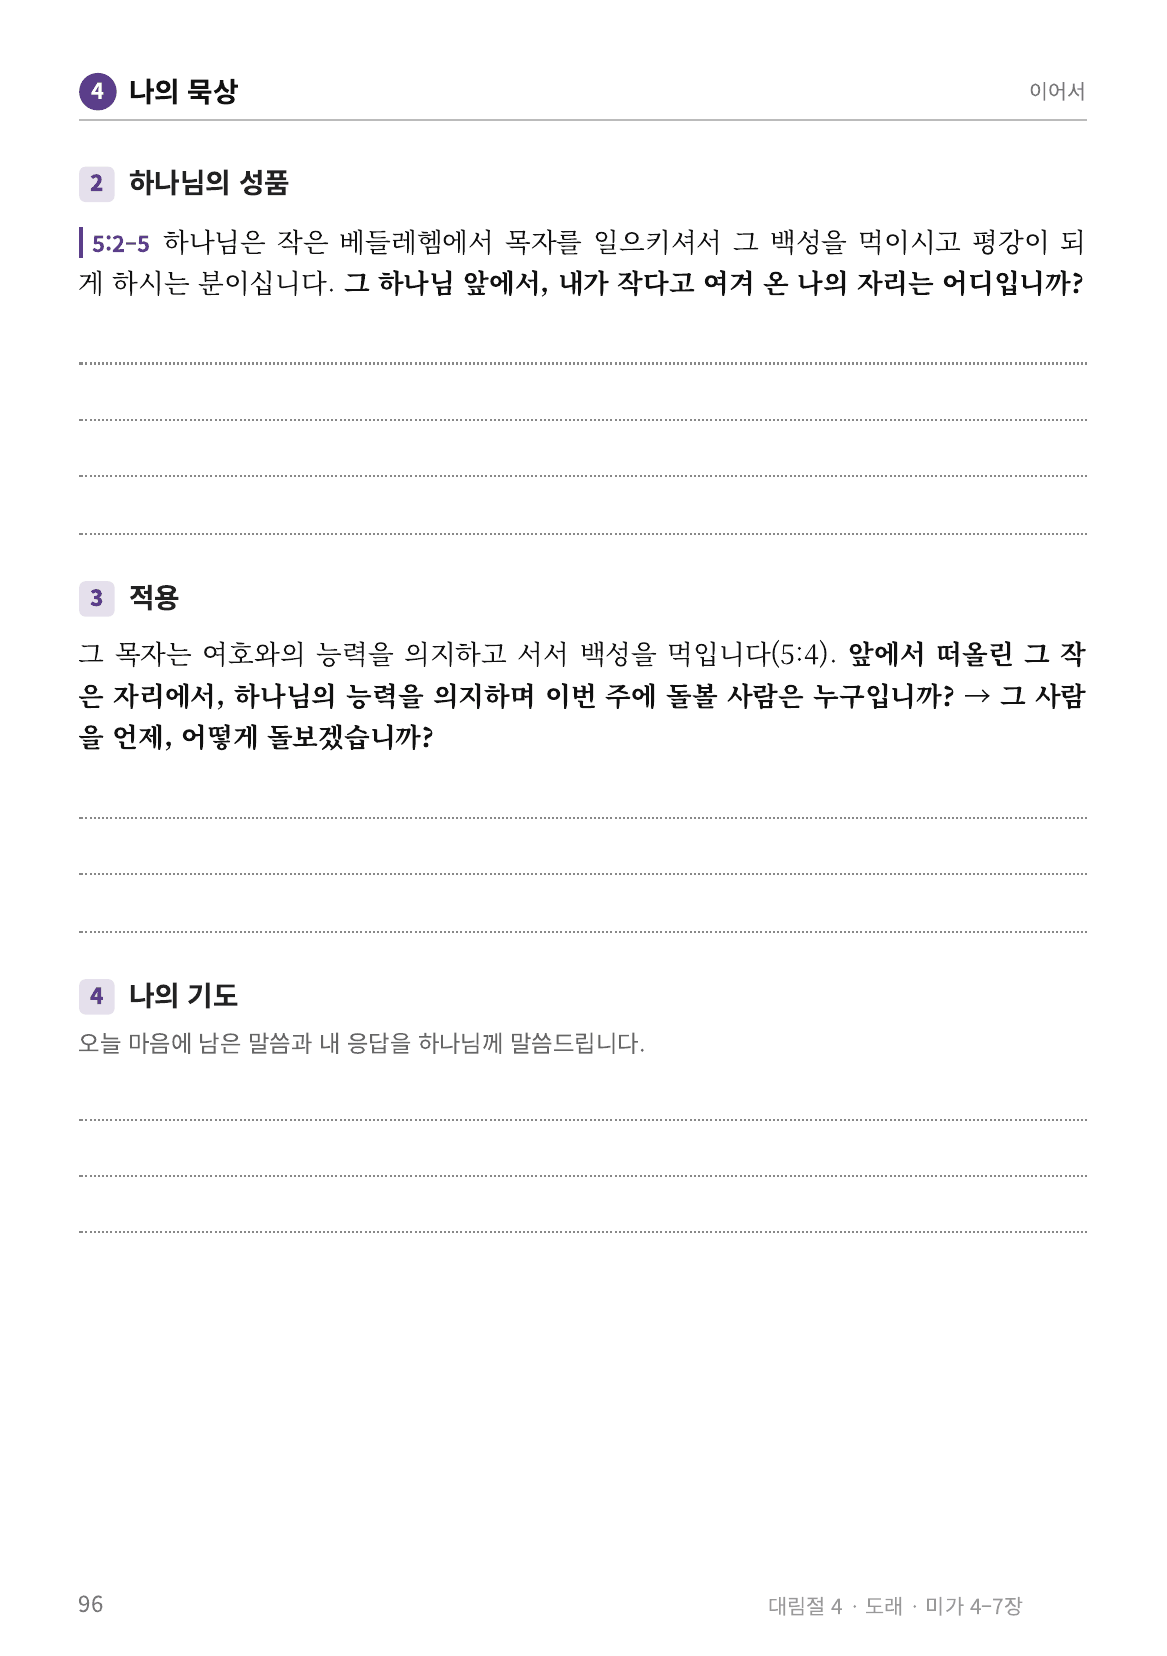 4 나의 묵상 이어서
2 하나님의 성품
5:2–5 하나님은 작은 베들레헴에서 목자를 일으키셔서 그 백성을 먹이시고 평강이 되
게 하시는 분이십니다. 그 하나님 앞에서, 내가 작다고 여겨 온 나의 자리는 어디입니까?
3 적용
그 목자는 여호와의 능력을 의지하고 서서 백성을 먹입니다(5:4). 앞에서 떠올린 그 작
은 자리에서, 하나님의 능력을 의지하며 이번 주에 돌볼 사람은 누구입니까? → 그 사람
을 언제, 어떻게 돌보겠습니까?
4 나의 기도
오늘 마음에 남은 말씀과 내 응답을 하나님께 말씀드립니다.
96 대림절 4 · 도래 · 미가 4–7장